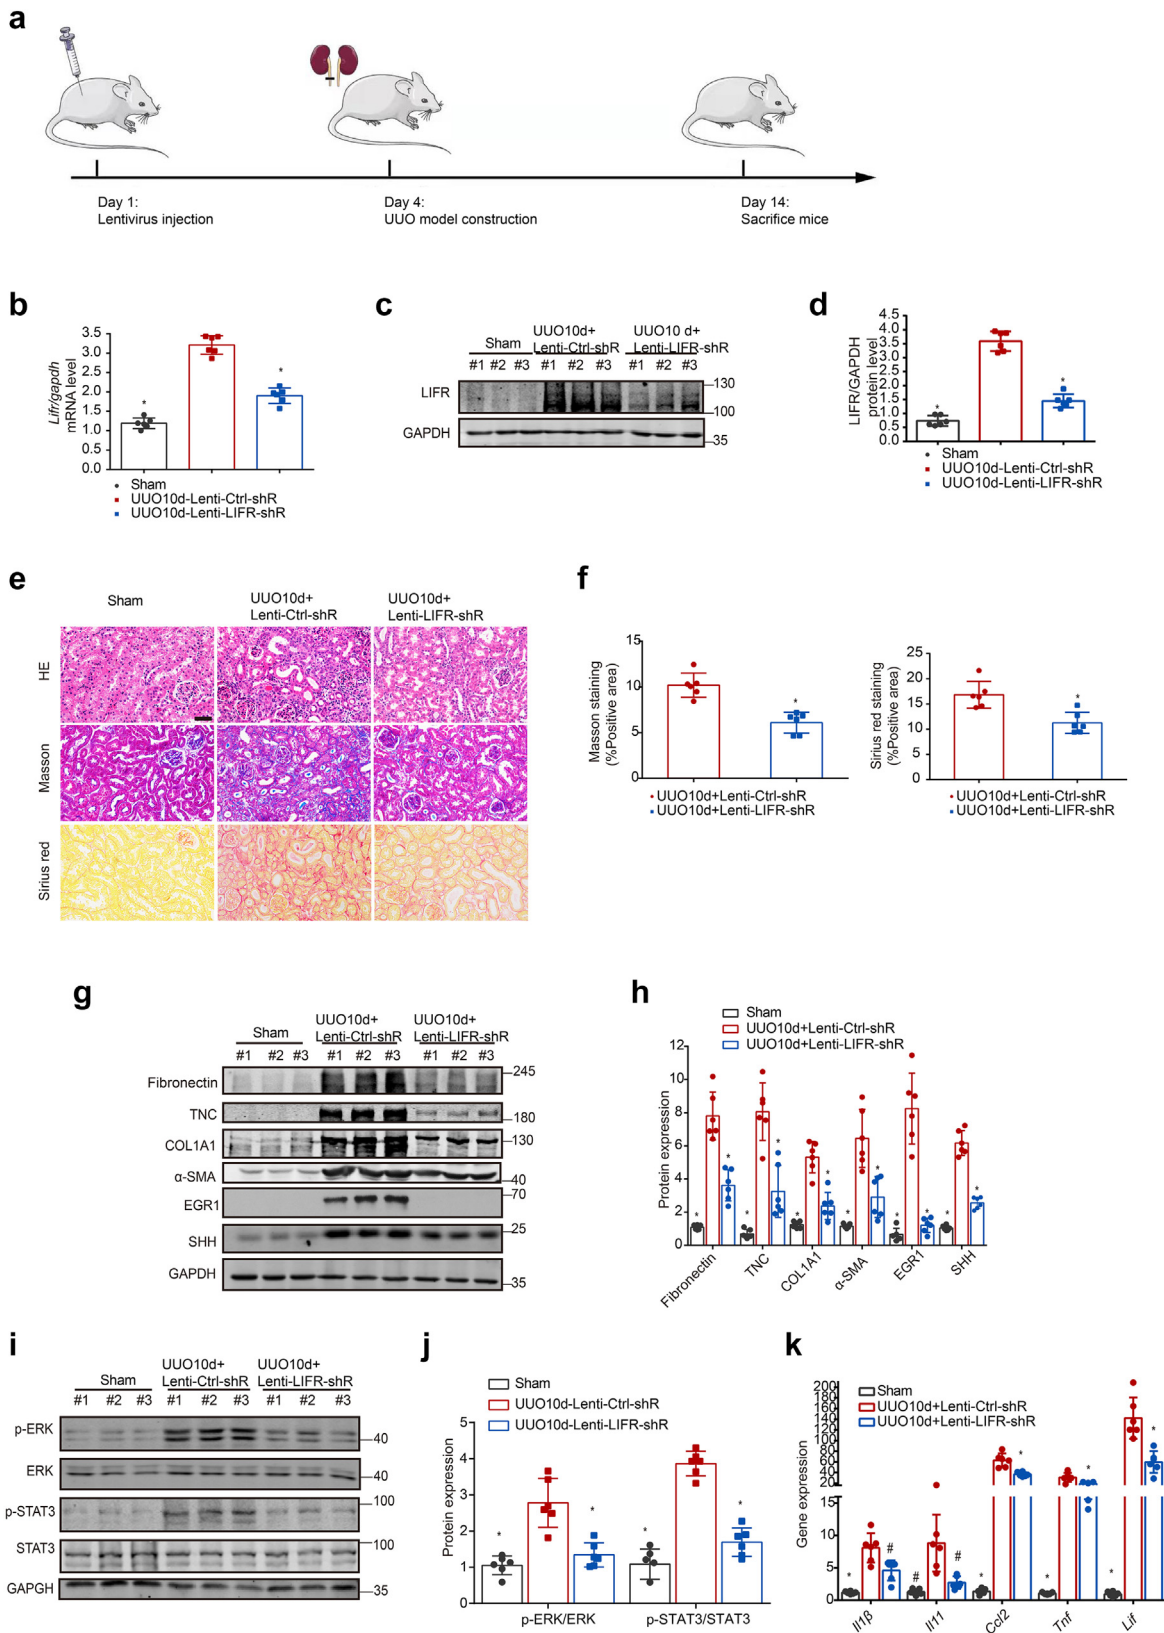 a
Day 1:
Lentivirus injection
Day 4:
UUO model construction
Day 14:
Sacrifice mice
b
Lifr/gapdh
mRNA level
3.5
3.0
2.5
2.0
1.5
1.0
0.5
0.0
*
*
Sham
UUO10d-Lenti-Ctrl-shR
UUO10d-Lenti-LIFR-shR
c
Sham
UUO10d+
Lenti-Ctrl-shR
UUO10 d+
Lenti-LIFR-shR
#1 #2 #3 #1 #2 #3 #1 #2 #3
LIFR
130
100
GAPDH
35
d
LIFR/GAPDH
protein level
4.5
4.0
3.5
3.0
2.5
2.0
1.5
1.0
0.5
0.0
*
*
Sham
UUO10d-Lenti-Ctrl-shR
UUO10d-Lenti-LIFR-shR
e
Sham
UUO10d+
Lenti-Ctrl-shR
UUO10d+
Lenti-LIFR-shR
HE
Masson
Sirius red
f
Masson staining
(%Positive area)
15
10
5
0
*
UUO10d+Lenti-Ctrl-shR
UUO10d+Lenti-LIFR-shR
Sirius red staining
(%Positive area)
25
20
15
10
5
0
*
UUO10d+Lenti-Ctrl-shR
UUO10d+Lenti-LIFR-shR
g
Sham
UUO10d+
Lenti-Ctrl-shR
UUO10d+
Lenti-LIFR-shR
#1 #2 #3 #1 #2 #3 #1 #2 #3
Fibronectin
245
TNC
180
COL1A1
130
α-SMA
40
EGR1
70
SHH
25
GAPDH
35
h
Sham
UUO10d+Lenti-Ctrl-shR
UUO10d+Lenti-LIFR-shR
Protein expression
12
10
8
6
4
2
0
* * * * * * * * * * * *
Fibronectin TNC COL1A1 α-SMA EGR1 SHH
i
Sham
UUO10d+
Lenti-Ctrl-shR
UUO10d+
Lenti-LIFR-shR
#1 #2 #3 #1 #2 #3 #1 #2 #3
p-ERK
40
ERK
40
p-STAT3
100
STAT3
100
GAPGH
35
j
Sham
UUO10d-Lenti-Ctrl-shR
UUO10d-Lenti-LIFR-shR
Protein expression
5
4
3
2
1
0
* * * *
p-ERK/ERK p-STAT3/STAT3
k
Sham
UUO10d+Lenti-Ctrl-shR
UUO10d+Lenti-LIFR-shR
Gene expression
200
180
160
140
120
100
80
60
40
20
15
10
5
0
* # # # * * * * * *
Il1β Il11 Ccl2 Tnf Lif